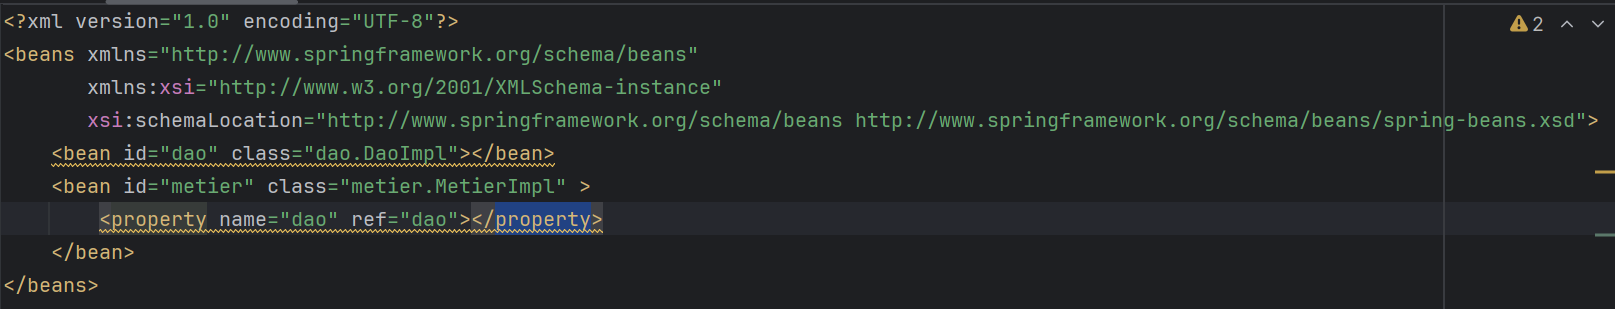 <?xml version="1.0" encoding="UTF-8"?>
2
<beans xmlns="http://www.springframework.org/schema/beans"
xmlns:xsi="http://www.w3.org/2001/XMLSchema-instance"
xsi:schemaLocation="http://www.springframework.org/schema/beans http://www.springframework.org/schema/beans/spring-beans.xsd">
<bean id="dao" class="dao.DaoImpl"></bean>
<bean id="metier" class="metier.MetierImpl" >
<property name="dao" ref="dao"></property>
</bean>
</beans>